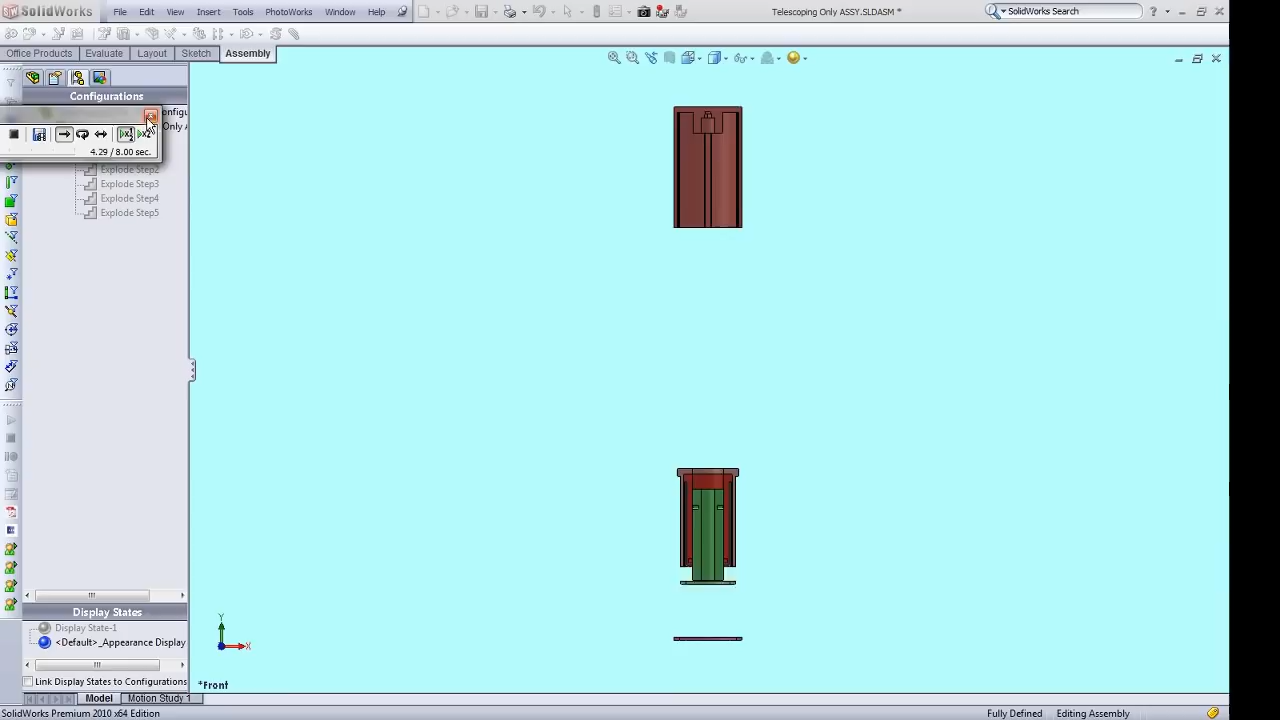 SolidWorks File Edit View Insert Tools PhotoWorks Window Help Telescoping Only ASSY.SLDASM * SolidWorks Search ?
Office Products Evaluate Layout Sketch Assembly
Configurations
Only
4.29 / 8.00 sec.
Explode Step2
Explode Step3
Explode Step4
Explode Step5
Y
X
*Front
Display States
Display State-1
<Default>_Appearance Display
Link Display States to Configurations
Model Motion Study 1
SolidWorks Premium 2010 x64 Edition Fully Defined Editing Assembly